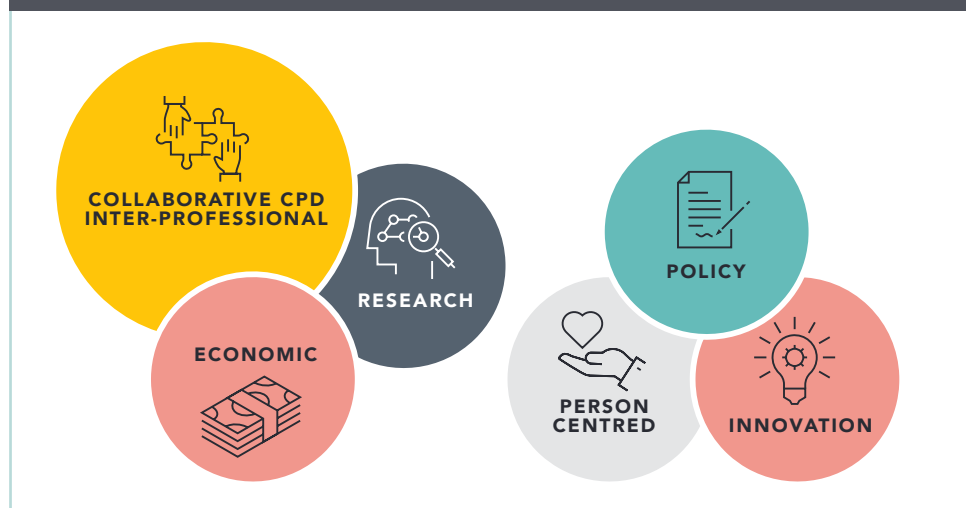 COLLABORATIVE CPD
INTER-PROFESSIONAL
RESEARCH
ECONOMIC
POLICY
PERSON
CENTRED
INNOVATION